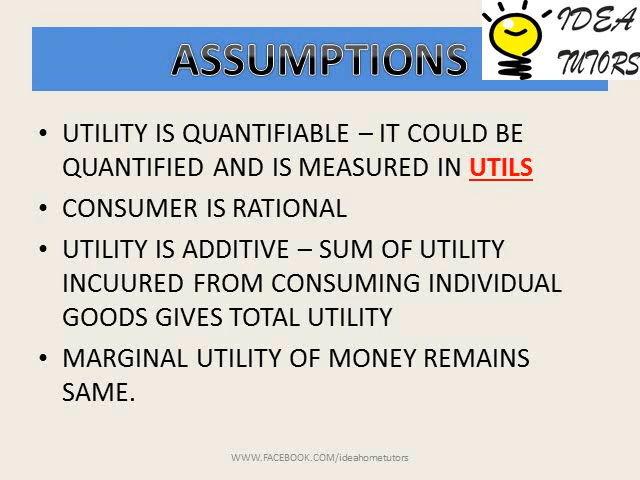 ASSUMPTIONS
IDEA
TUTORS
• UTILITY IS QUANTIFIABLE – IT COULD BE
QUANTIFIED AND IS MEASURED IN UTILS
• CONSUMER IS RATIONAL
• UTILITY IS ADDITIVE – SUM OF UTILITY
INCUURED FROM CONSUMING INDIVIDUAL
GOODS GIVES TOTAL UTILITY
• MARGINAL UTILITY OF MONEY REMAINS
SAME.
WWW.FACEBOOK.COM/ideahometutors